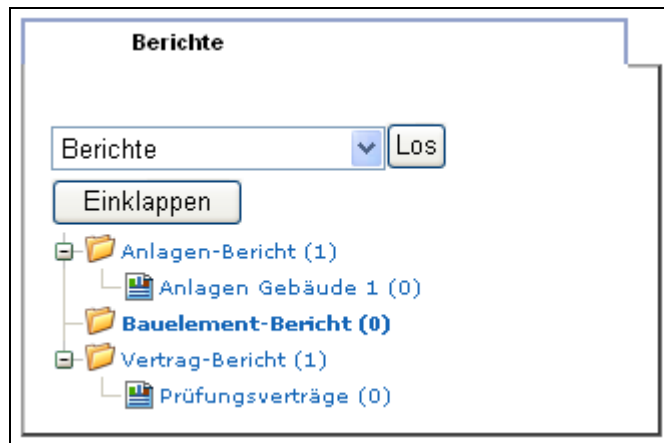 Berichte
Berichte Los
Einklappen
Anlagen-Bericht (1)
Anlagen Gebäude 1 (0)
Bauelement-Bericht (0)
Vertrag-Bericht (1)
Prüfungsverträge (0)